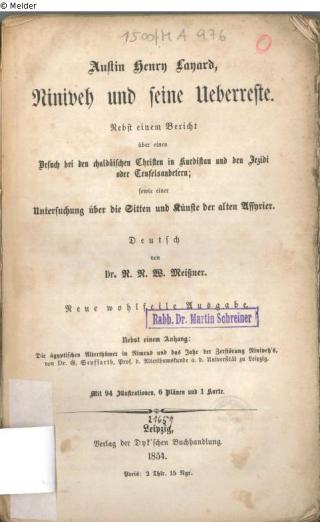 © Melder
1500/H A 976
Austin Henry Layard,
Niniveh und seine Ueberreste.
Nebst einem Bericht
über einen
Besuch bei den chaldäischen Christen in Kurdistan und den Jezidi
oder Teufelsanbetern;
sowie einer
Untersuchung über die Sitten und Künste der alten Assyrier.
Deutsch
von
Dr. N. N. W. Meißner.
Neue wohlfeile Ausgabe.
Rabb. Dr. Martin Schreiner
Nebst einem Anhang:
Die ägyptischen Alterthümer in Nimrud und das Jahr der Zerstörung Niniveh's,
von Dr. G. Seyffarth, Prof. d. Alterthumskunde a. d. Universität zu Leipzig.
Mit 94 Illustrationen, 6 Plänen und 1 Karte.
Leipzig,
Verlag der Dyk'schen Buchhandlung.
1854.
Preis: 2 Thlr. 15 Ngr.